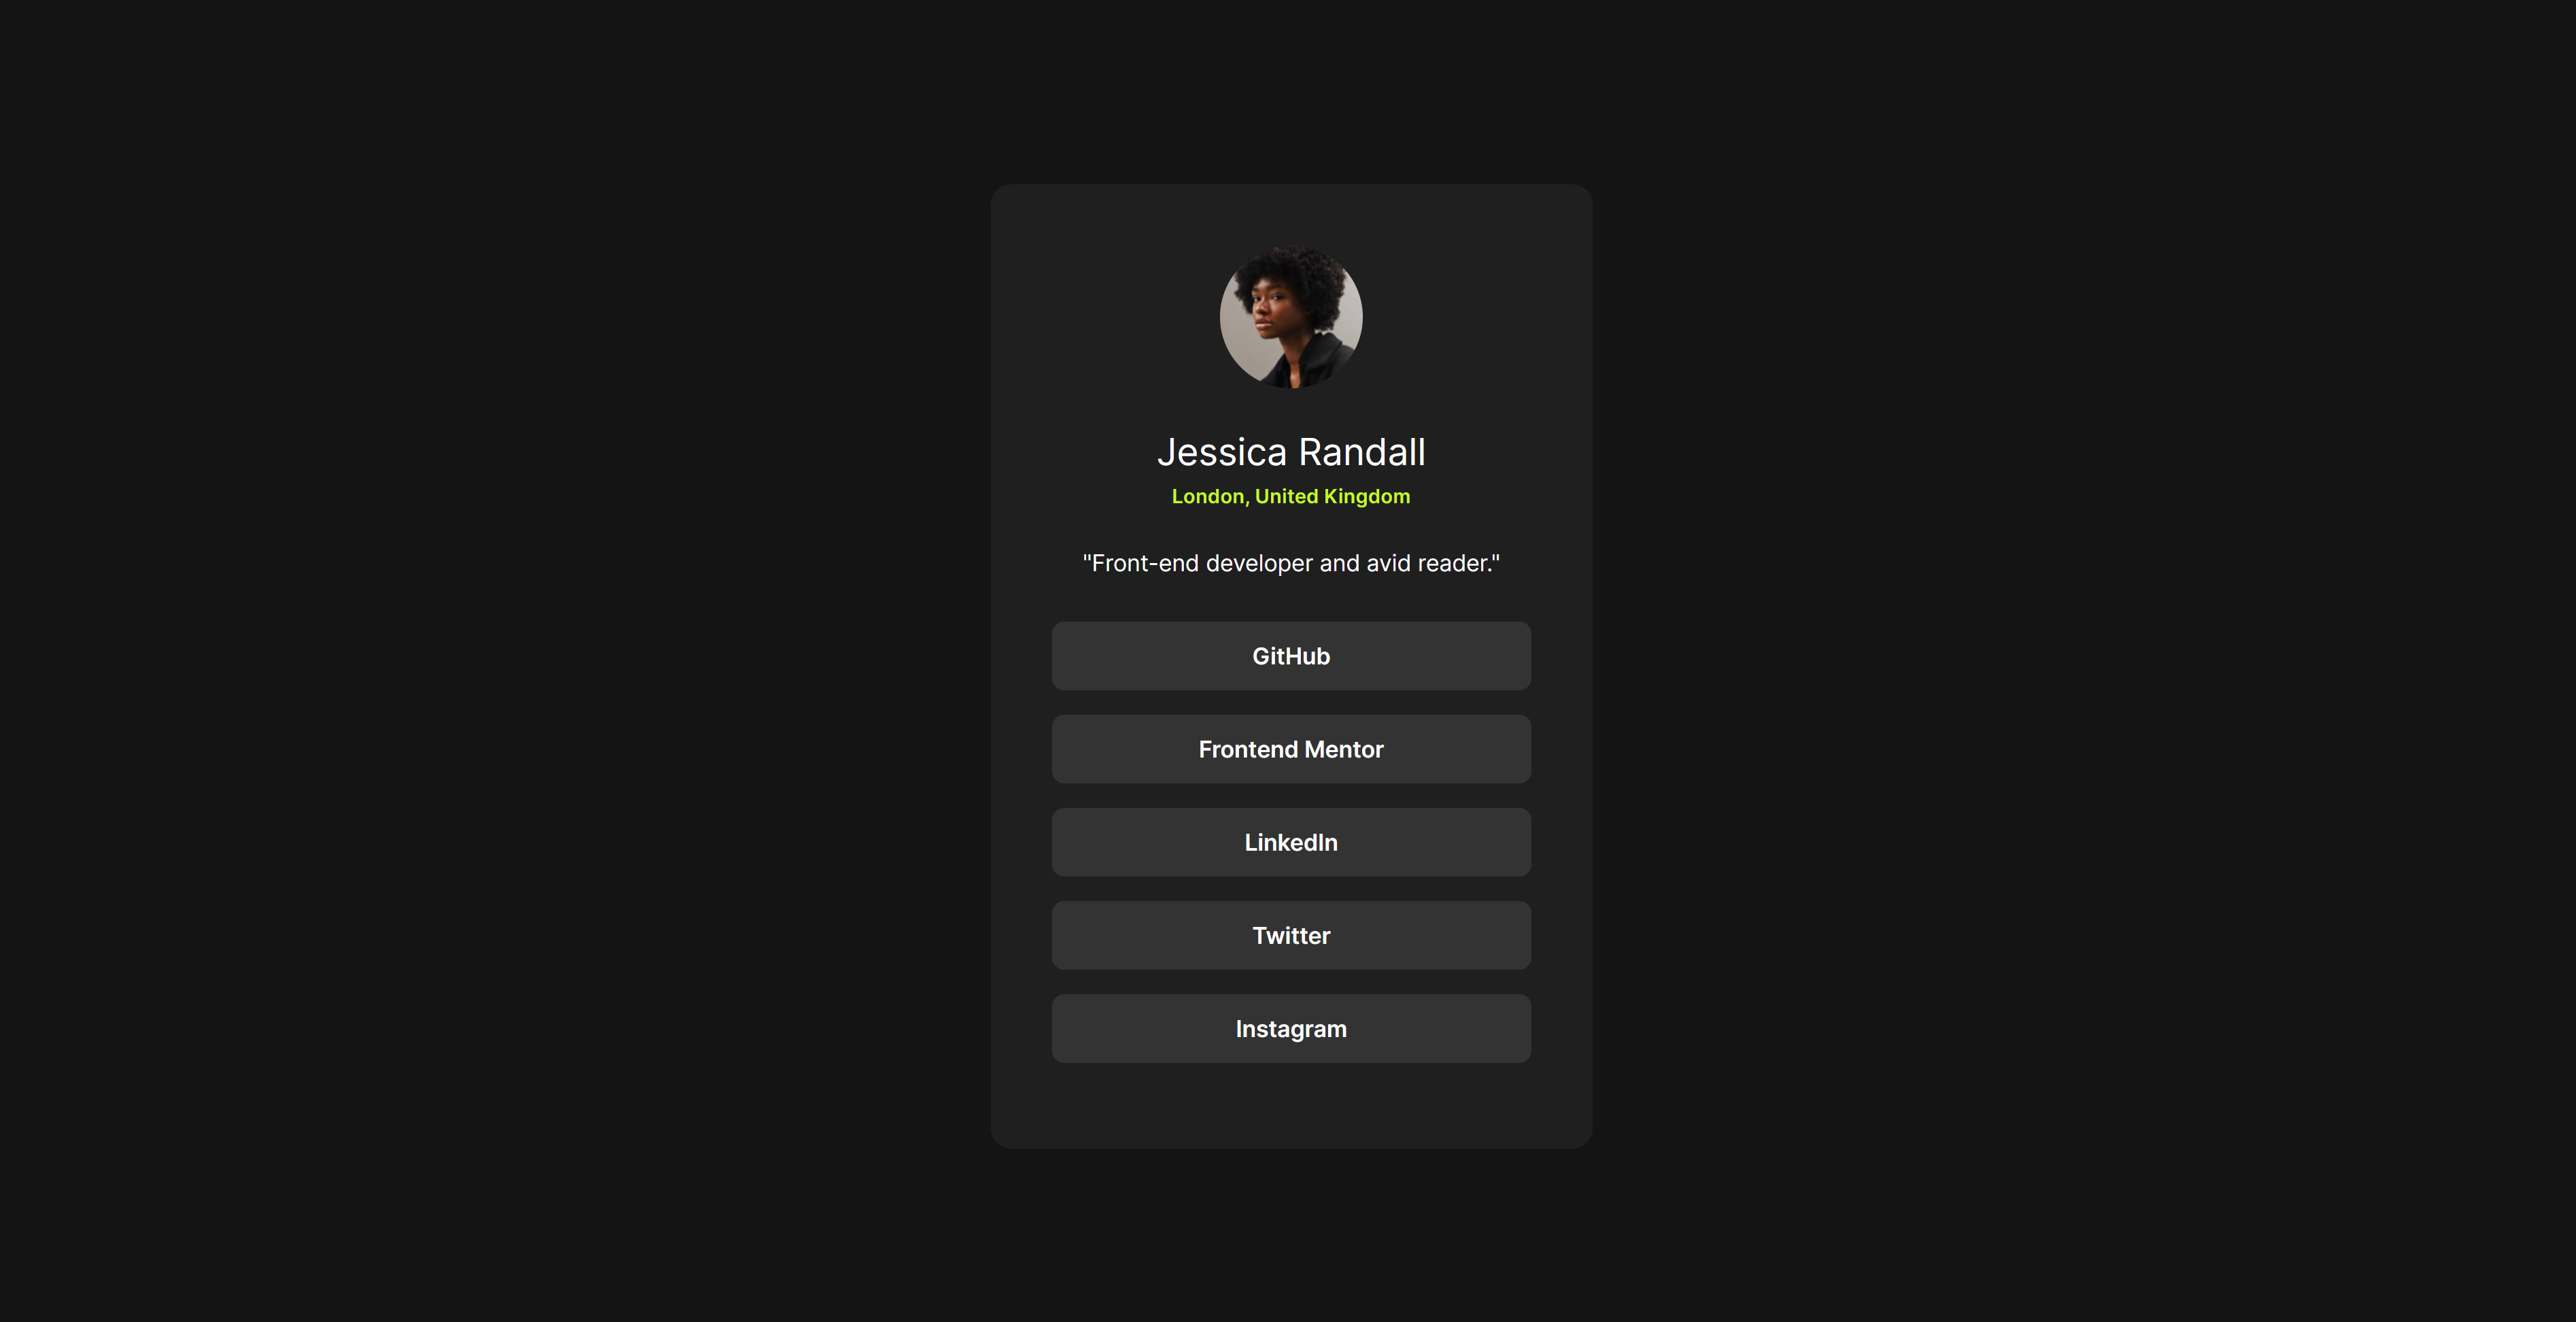 Jessica Randall
London, United Kingdom
"Front-end developer and avid reader."
GitHub
Frontend Mentor
LinkedIn
Twitter
Instagram